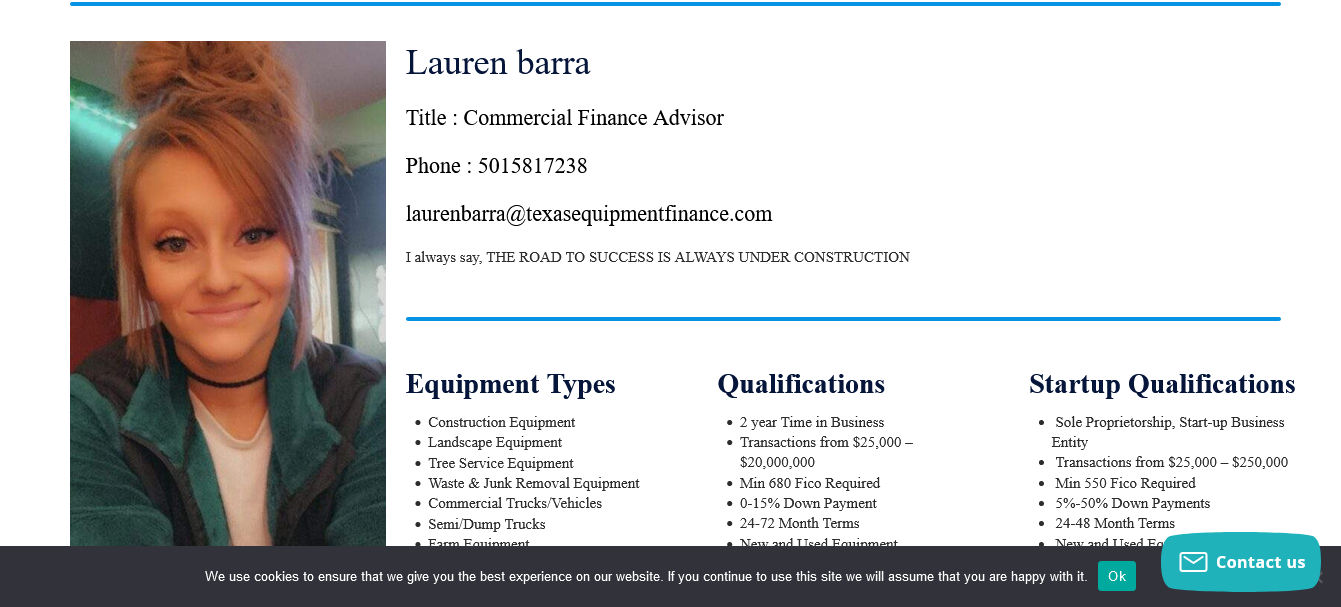 Lauren barra
Title : Commercial Finance Advisor
Phone : 5015817238
laurenbarra@texasequipmentfinance.com
I always say, THE ROAD TO SUCCESS IS ALWAYS UNDER CONSTRUCTION
Equipment Types
Construction Equipment
Landscape Equipment
Tree Service Equipment
Waste & Junk Removal Equipment
Commercial Trucks/Vehicles
Semi/Dump Trucks
Farm Equipment
Qualifications
2 year Time in Business
Transactions from $25,000 –
$20,000,000
Min 680 Fico Required
0-15% Down Payment
24-72 Month Terms
New and Used Equipment
Startup Qualifications
Sole Proprietorship, Start-up Business
Entity
Transactions from $25,000 – $250,000
Min 550 Fico Required
5%-50% Down Payments
24-48 Month Terms
New and Used
We use cookies to ensure that we give you the best experience on our website. If you continue to use this site we will assume that you are happy with it.
Ok
Contact us